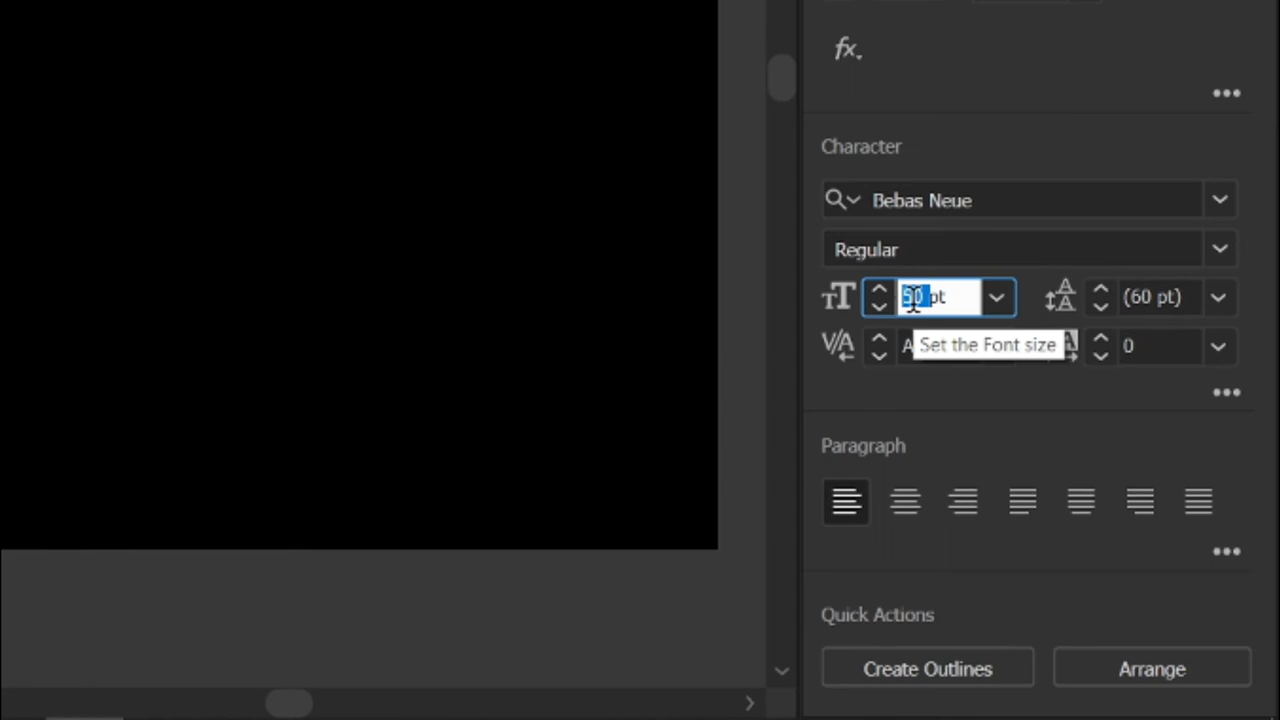 fx
Character
Bebas Neue
Regular
50 pt
(60 pt)
A
Set the Font size
0
Paragraph
Quick Actions
Create Outlines
Arrange